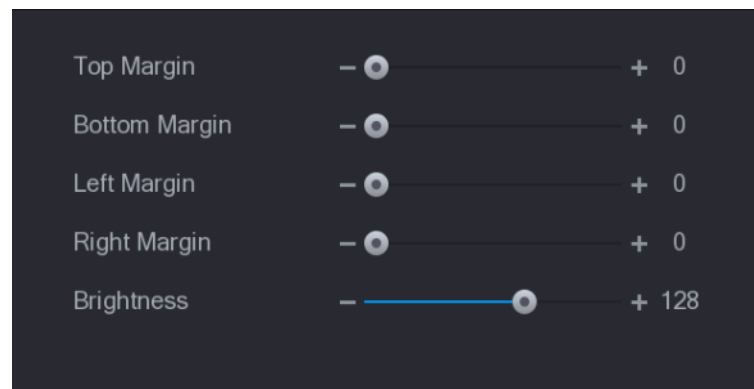 Top Margin − + 0
Bottom Margin − + 0
Left Margin − + 0
Right Margin − + 0
Brightness − + 128